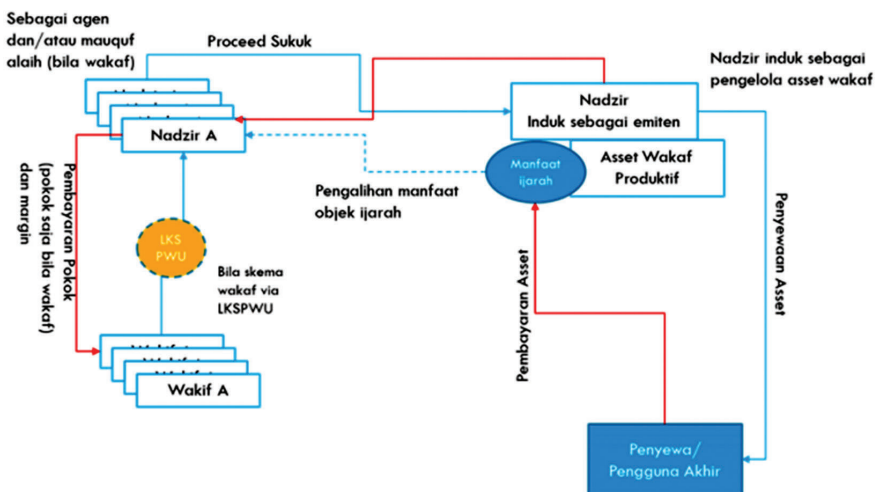 Sebagai agen
dan/atau mauquf
alaih (bila wakaf)
Proceed Sukuk
Nadzir induk sebagai
pengelola asset wakaf
Nadzir
Induk sebagai emiten
Nadzir A
Manfaat
ijarah
Asset Wakaf
Produktif
Pengalihan manfaat
objek ijarah
Pembayaran Pokok
(pokok saja bila wakaf)
dan margin
LKS
PWU
Bila skema
wakaf via
LKSPWU
Pembayaran Asset
Penyewaan Asset
Wakif A
Penyewa/
Pengguna Akhir